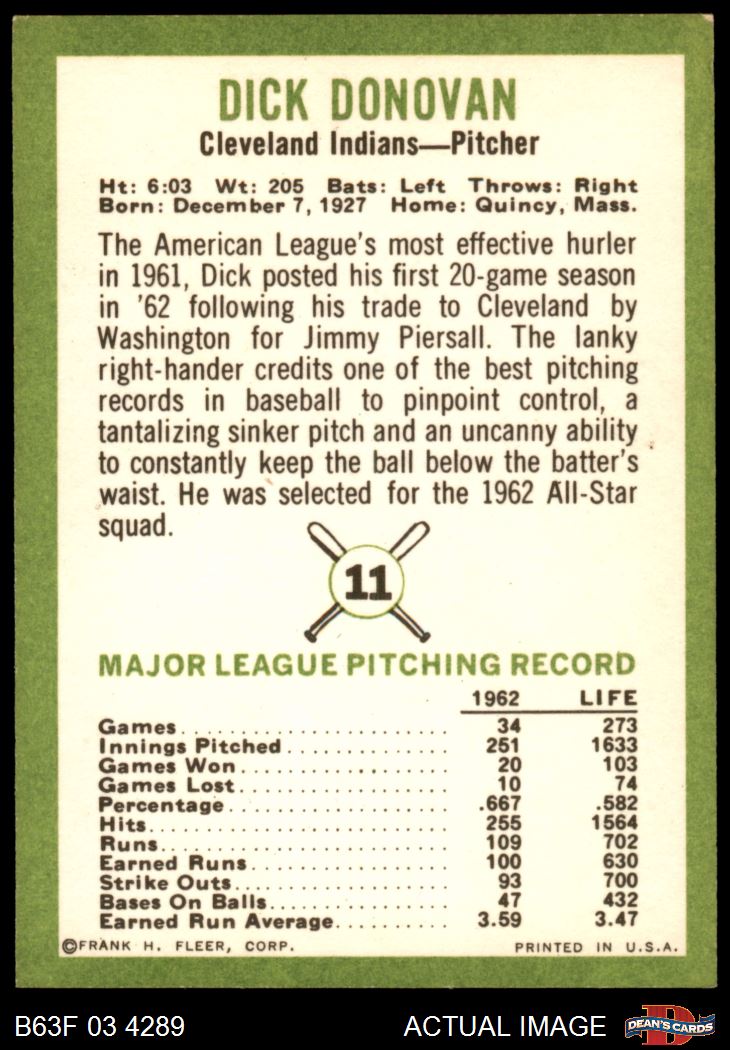 DICK DONOVAN
Cleveland Indians—Pitcher
Ht: 6:03 Wt: 205 Bats: Left Throws: Right
Born: December 7, 1927 Home: Quincy, Mass.
The American League's most effective hurler
in 1961, Dick posted his first 20-game season
in '62 following his trade to Cleveland by
Washington for Jimmy Piersall. The lanky
right-hander credits one of the best pitching
records in baseball to pinpoint control, a
tantalizing sinker pitch and an uncanny ability
to constantly keep the ball below the batter's
waist. He was selected for the 1962 All-Star
squad.
11
MAJOR LEAGUE PITCHING RECORD
1962 LIFE
Games 34 273
Innings Pitched 251 1633
Games Won 20 103
Games Lost 10 74
Percentage .667 .582
Hits 255 1564
Runs 109 702
Earned Runs 100 630
Strike Outs 93 700
Bases On Balls 47 432
Earned Run Average 3.59 3.47
©FRANK H. FLEER, CORP. PRINTED IN U.S.A.
B63F 03 4289 ACTUAL IMAGE D DEAN'S CARDS